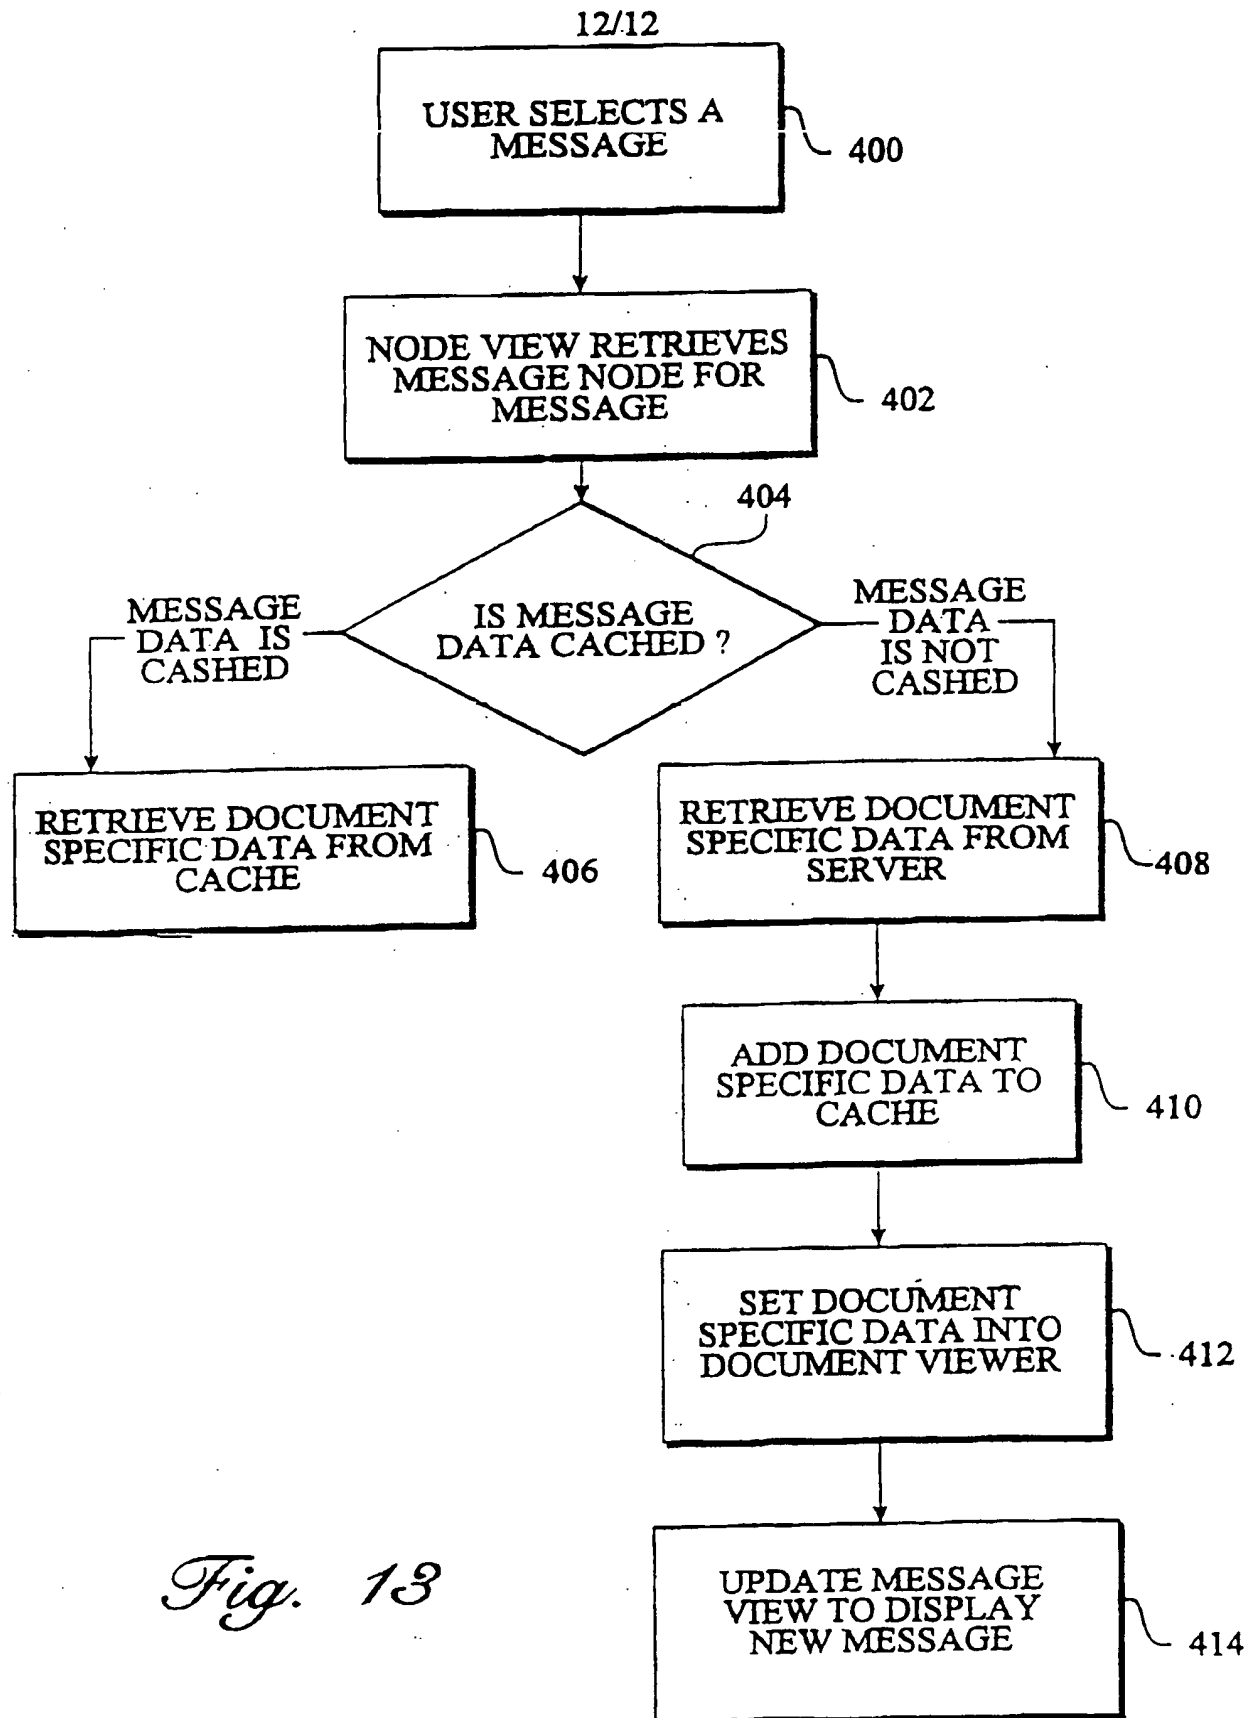 12/12
USER SELECTS A
MESSAGE
400
NODE VIEW RETRIEVES
MESSAGE NODE FOR
MESSAGE
402
404
IS MESSAGE
DATA CACHED ?
MESSAGE
DATA IS
CASHED
MESSAGE
DATA
IS NOT
CASHED
RETRIEVE DOCUMENT
SPECIFIC DATA FROM
CACHE
406
RETRIEVE DOCUMENT
SPECIFIC DATA FROM
SERVER
408
ADD DOCUMENT
SPECIFIC DATA TO
CACHE
410
SET DOCUMENT
SPECIFIC DATA INTO
DOCUMENT VIEWER
412
UPDATE MESSAGE
VIEW TO DISPLAY
NEW MESSAGE
414
Fig. 13